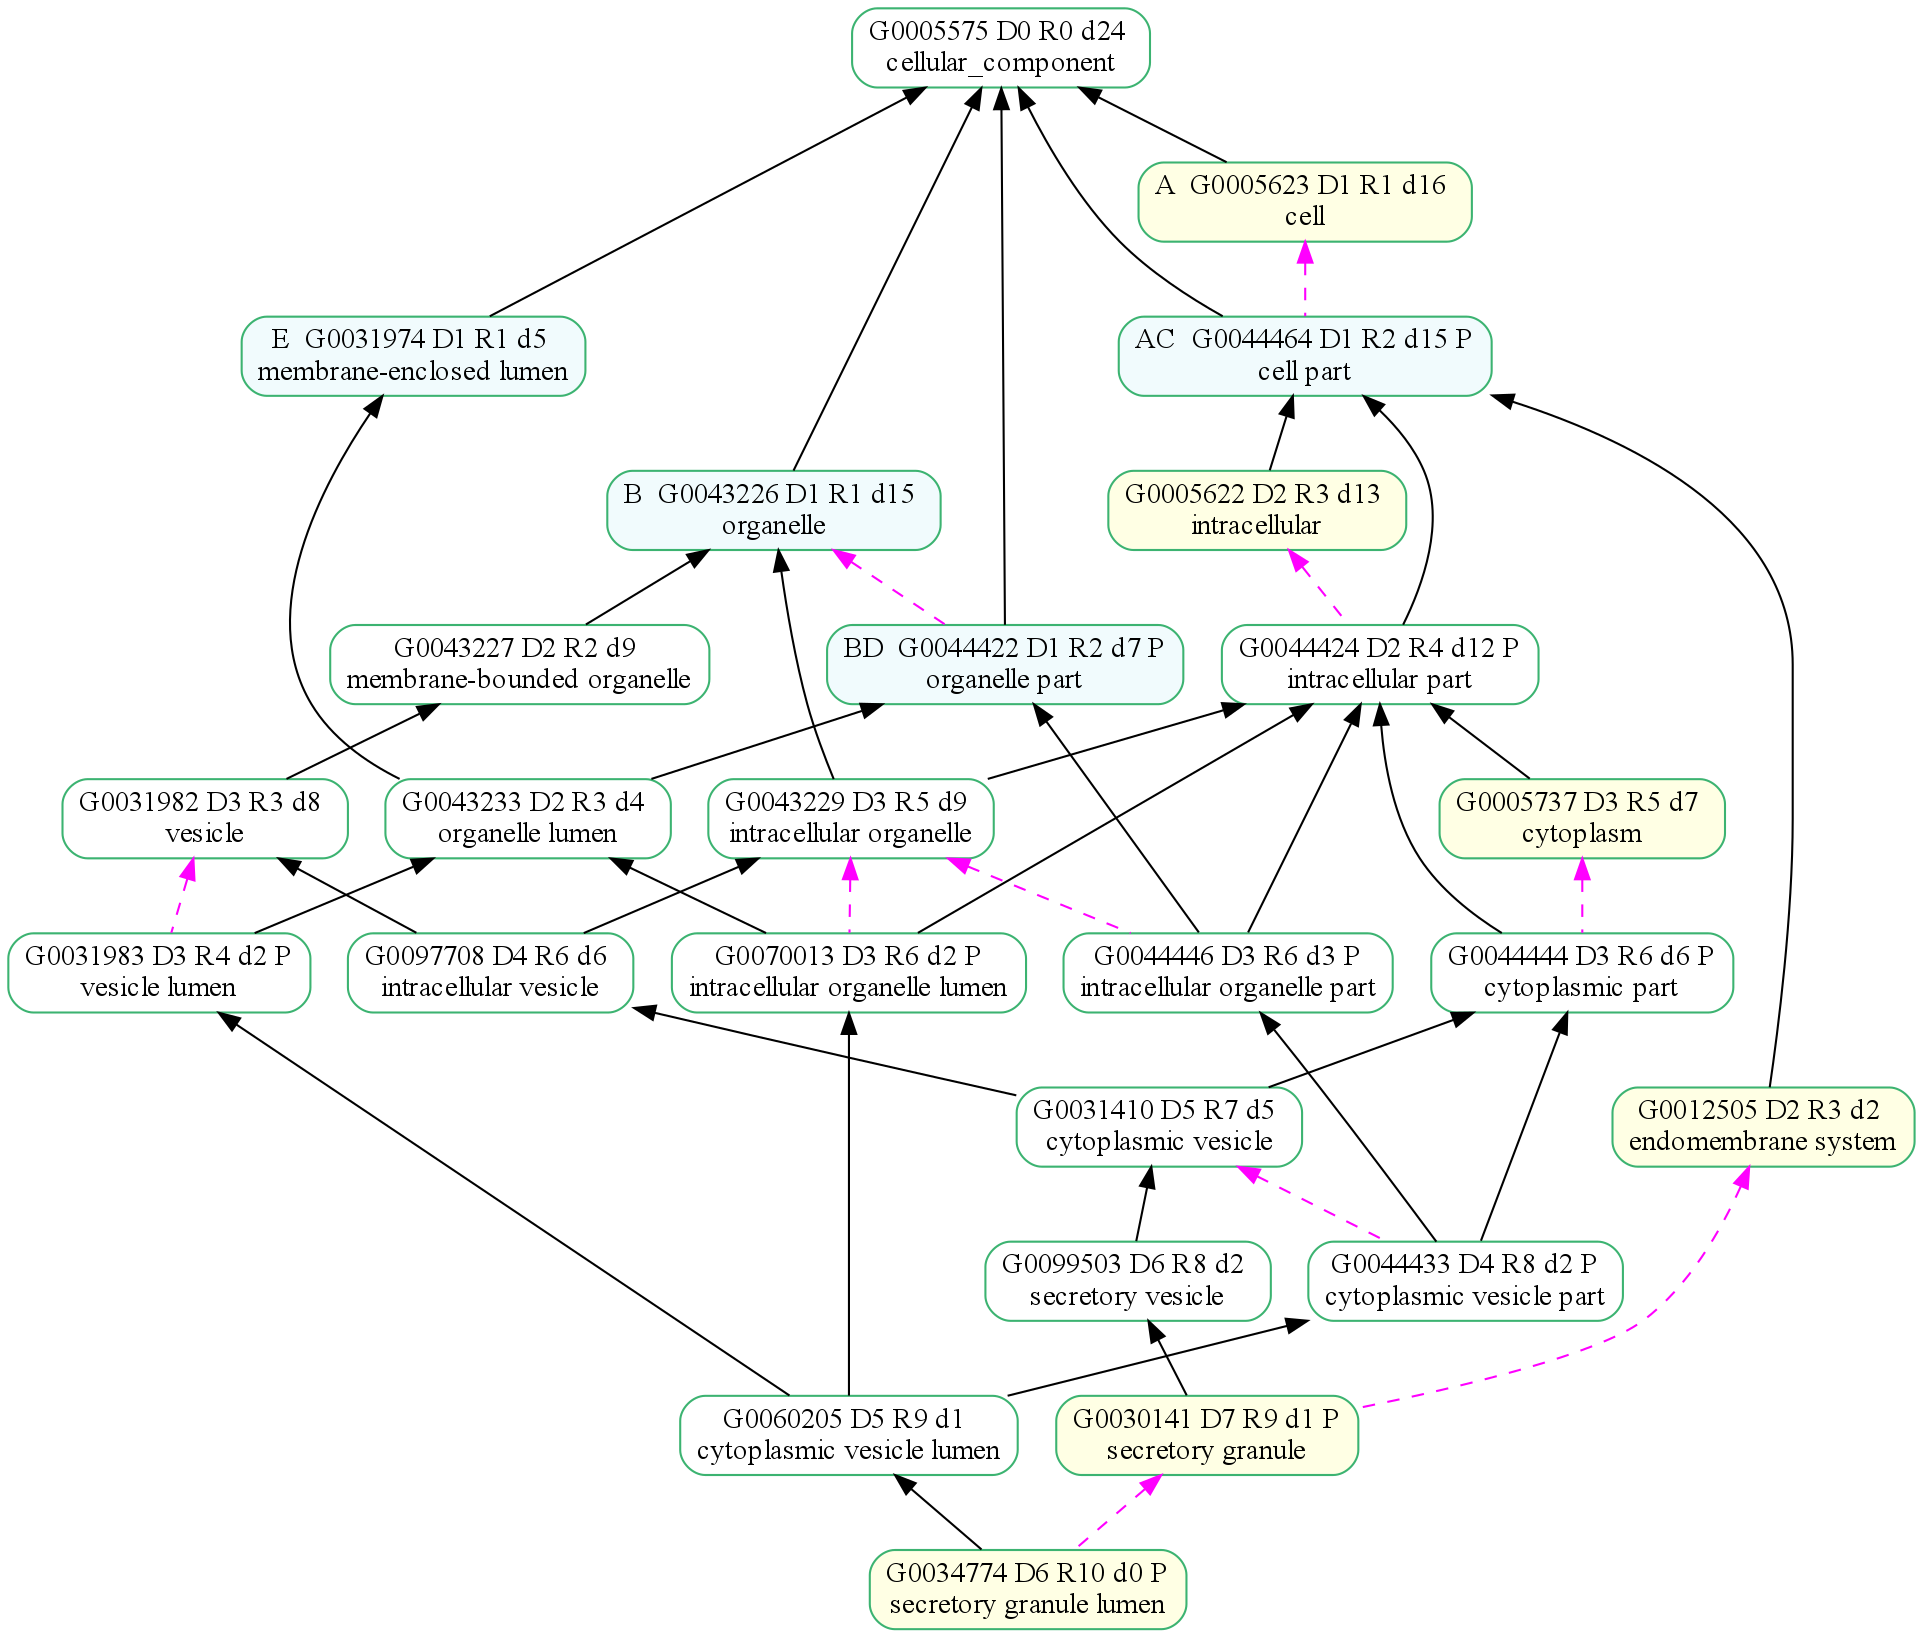 G0005575 D0 R0 d24
cellular_component
A  G0005623 D1 R1 d16
cell
E  G0031974 D1 R1 d5
membrane-enclosed lumen
AC  G0044464 D1 R2 d15 P
cell part
B  G0043226 D1 R1 d15
organelle
G0005622 D2 R3 d13
intracellular
G0043227 D2 R2 d9
membrane-bounded organelle
BD  G0044422 D1 R2 d7 P
organelle part
G0044424 D2 R4 d12 P
intracellular part
G0031982 D3 R3 d8
vesicle
G0043233 D2 R3 d4
organelle lumen
G0043229 D3 R5 d9
intracellular organelle
G0005737 D3 R5 d7
cytoplasm
G0031983 D3 R4 d2 P
vesicle lumen
G0097708 D4 R6 d6
intracellular vesicle
G0070013 D3 R6 d2 P
intracellular organelle lumen
G0044446 D3 R6 d3 P
intracellular organelle part
G0044444 D3 R6 d6 P
cytoplasmic part
G0031410 D5 R7 d5
cytoplasmic vesicle
G0012505 D2 R3 d2
endomembrane system
G0099503 D6 R8 d2
secretory vesicle
G0044433 D4 R8 d2 P
cytoplasmic vesicle part
G0060205 D5 R9 d1
cytoplasmic vesicle lumen
G0030141 D7 R9 d1 P
secretory granule
G0034774 D6 R10 d0 P
secretory granule lumen